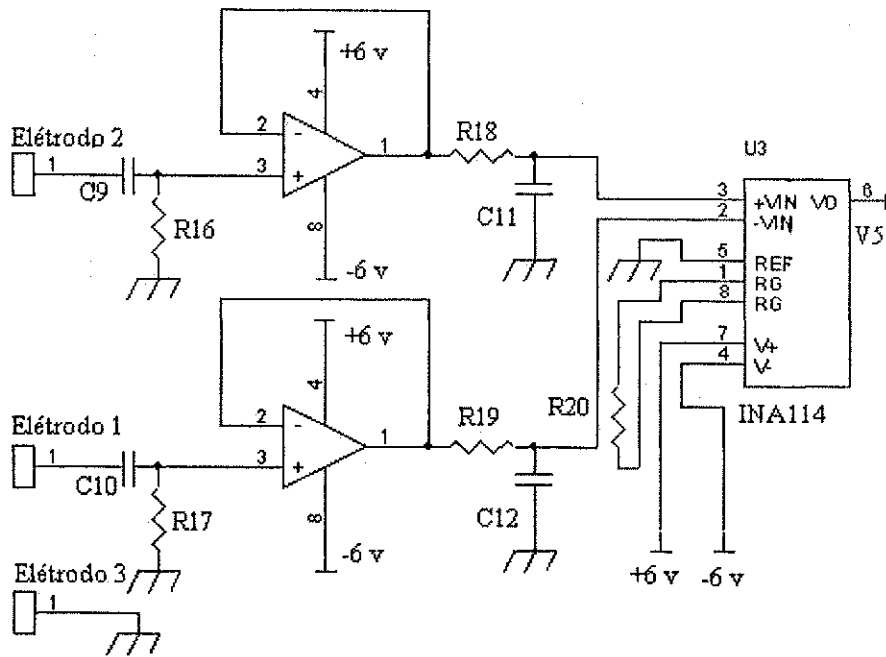 +6 v
4
2
-
1
3
+
8
-6 v
Elétrodo 2
1
C9
R16
R18
C11
U3
3
+VIN
VO
6
2
-VIN
V5
5
REF
1
RG
8
RG
7
V+
4
V-
INA114
R20
+6 v
-6 v
+6 v
4
2
-
1
3
+
8
-6 v
Elétrodo 1
1
C10
R17
R19
C12
Elétrodo 3
1